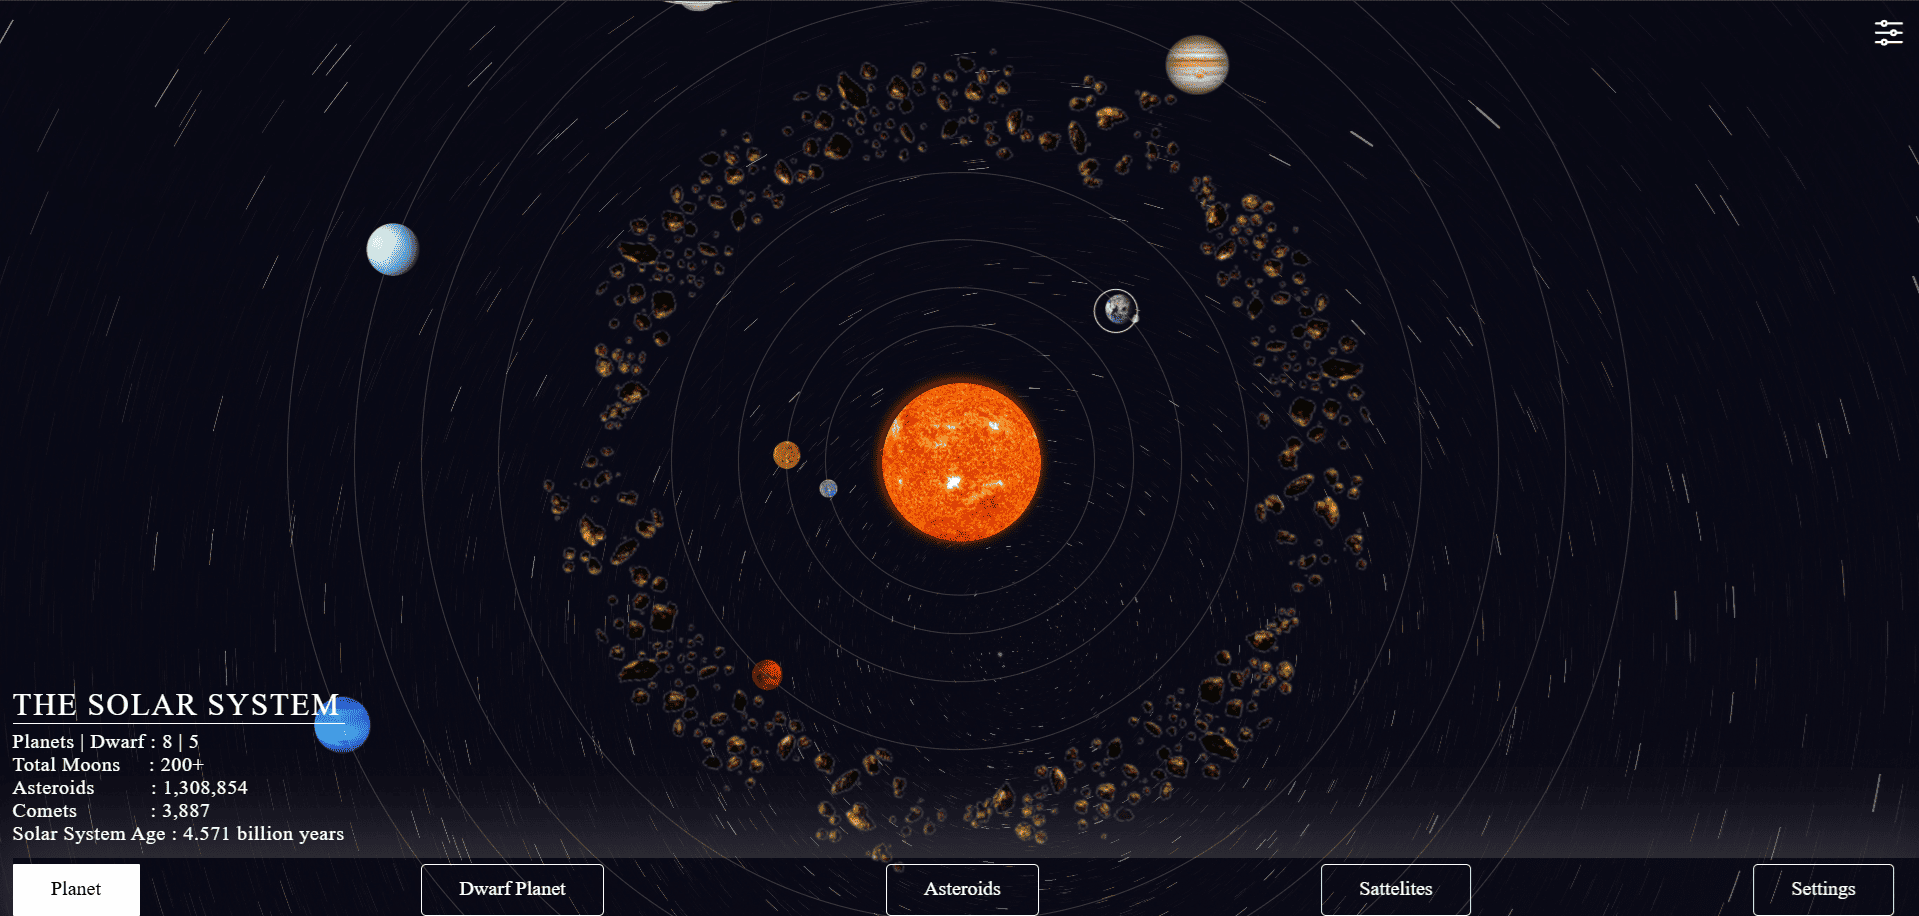 THE SOLAR SYSTEM
Planets | Dwarf : 8 | 5
Total Moons : 200+
Asteroids : 1,308,854
Comets : 3,887
Solar System Age : 4.571 billion years
Planet
Dwarf Planet
Asteroids
Sattelites
Settings